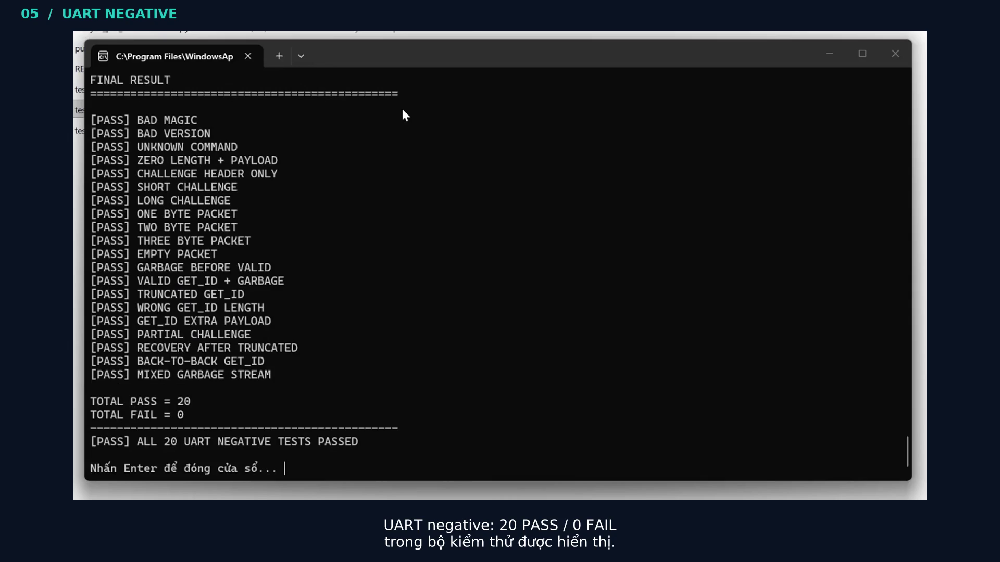 05 / UART NEGATIVE
C:\Program Files\WindowsAp
pu
RE
tes
tes
tes
FINAL RESULT
==============================================
[PASS] BAD MAGIC
[PASS] BAD VERSION
[PASS] UNKNOWN COMMAND
[PASS] ZERO LENGTH + PAYLOAD
[PASS] CHALLENGE HEADER ONLY
[PASS] SHORT CHALLENGE
[PASS] LONG CHALLENGE
[PASS] ONE BYTE PACKET
[PASS] TWO BYTE PACKET
[PASS] THREE BYTE PACKET
[PASS] EMPTY PACKET
[PASS] GARBAGE BEFORE VALID
[PASS] VALID GET_ID + GARBAGE
[PASS] TRUNCATED GET_ID
[PASS] WRONG GET_ID LENGTH
[PASS] GET_ID EXTRA PAYLOAD
[PASS] PARTIAL CHALLENGE
[PASS] RECOVERY AFTER TRUNCATED
[PASS] BACK-TO-BACK GET_ID
[PASS] MIXED GARBAGE STREAM
TOTAL PASS = 20
TOTAL FAIL = 0
----------------------------------------------
[PASS] ALL 20 UART NEGATIVE TESTS PASSED
Nhấn Enter để đóng cửa sổ...
UART negative: 20 PASS / 0 FAIL
trong bộ kiểm thử được hiển thị.